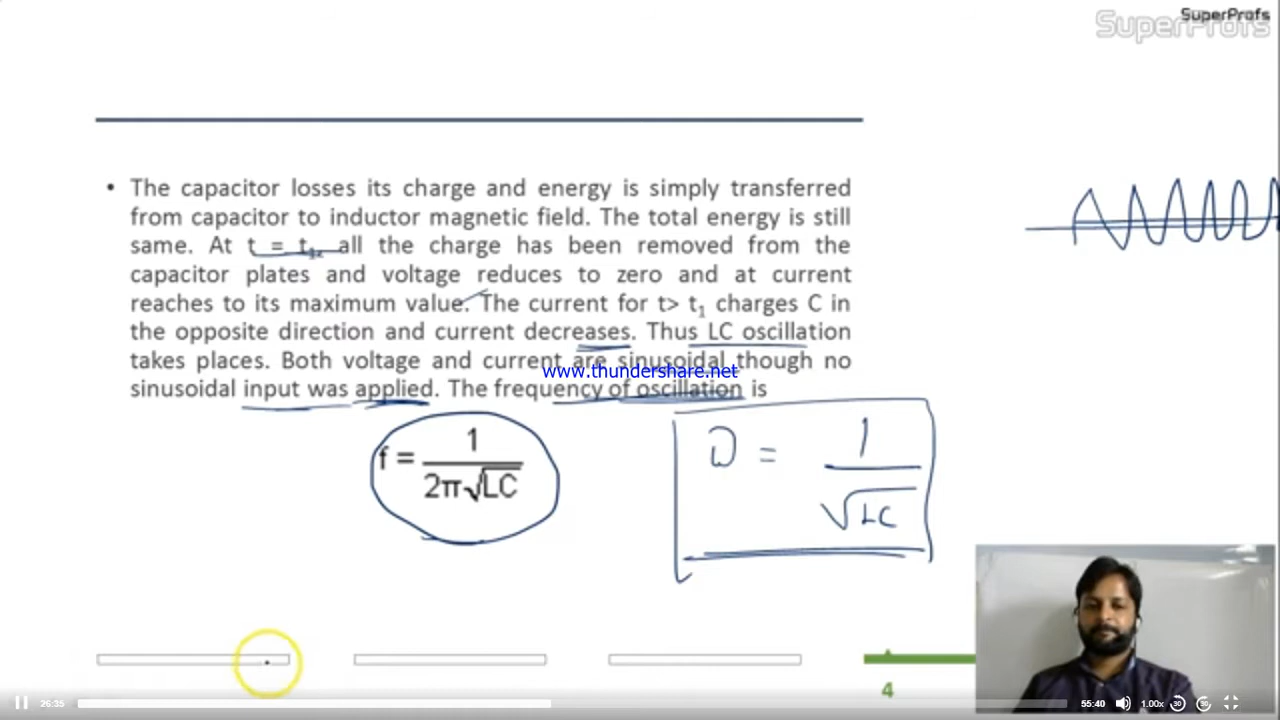 SuperProfs
SuperProfs
• The capacitor losses its charge and energy is simply transferred
from capacitor to inductor magnetic field. The total energy is still
same. At t = t₁, all the charge has been removed from the
capacitor plates and voltage reduces to zero and at current
reaches to its maximum value. The current for t> t₁ charges C in
the opposite direction and current decreases. Thus LC oscillation
takes places. Both voltage and current are sinusoidal though no
www.thundershare.net
sinusoidal input was applied. The frequency of oscillation is
f = 1/2π√LC
ω = 1/√LC
4
26:35
55:40
1.00x
30
30